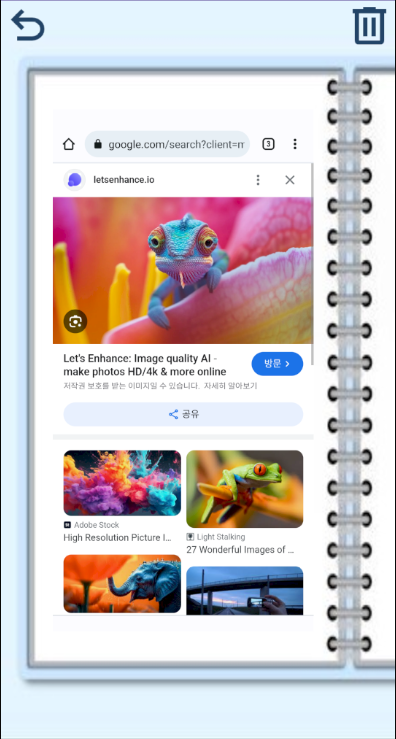 google.com/search?client=m
3
letsenhance.io
Let's Enhance: Image quality AI -
make photos HD/4k & more online
방문
저작권 보호를 받는 이미지일 수 있습니다. 자세히 알아보기
공유
Adobe Stock
High Resolution Picture I...
Light Stalking
27 Wonderful Images of ...